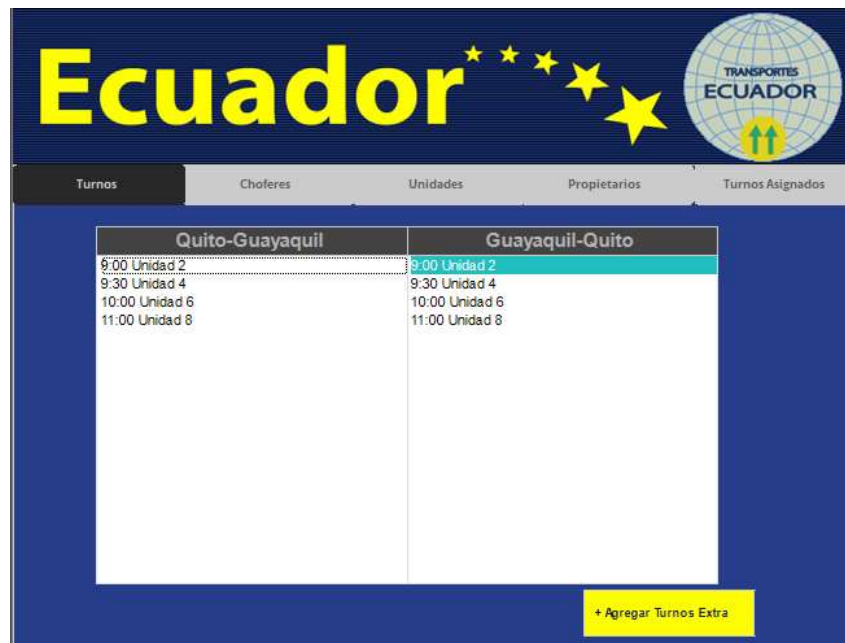 Ecuador
TRANSPORTES
ECUADOR
Turnos Choferes Unidades Propietarios Turnos Asignados
Quito-Guayaquil Guayaquil-Quito
9:00 Unidad 2 9:00 Unidad 2
9:30 Unidad 4 9:30 Unidad 4
10:00 Unidad 6 10:00 Unidad 6
11:00 Unidad 8 11:00 Unidad 8
+ Agregar Turnos Extra